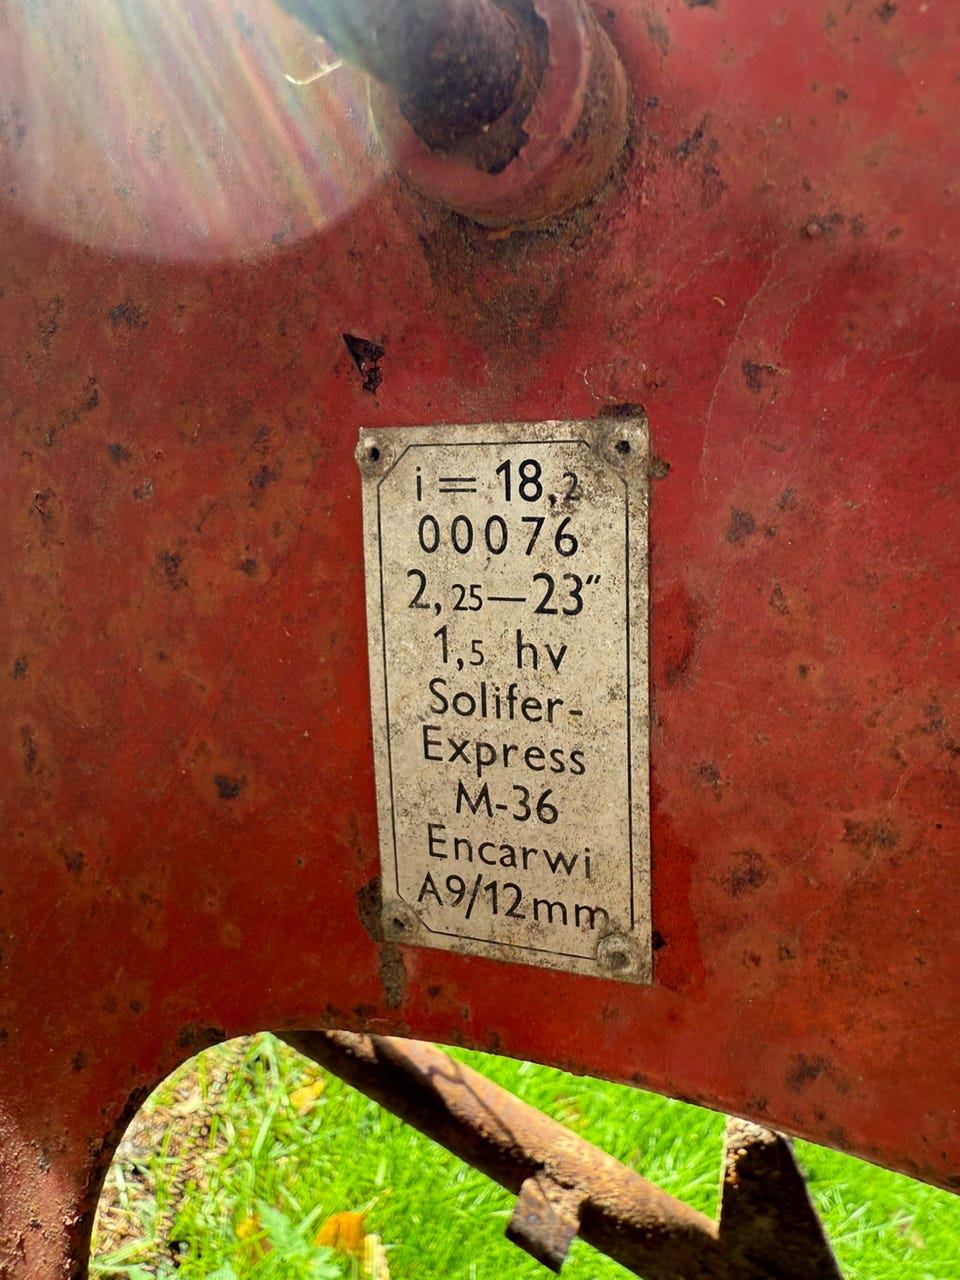 i = 18,2
00076
2,25—23"
1,5 hv
Solifer-
Express
M-36
Encarwi
A9/12mm